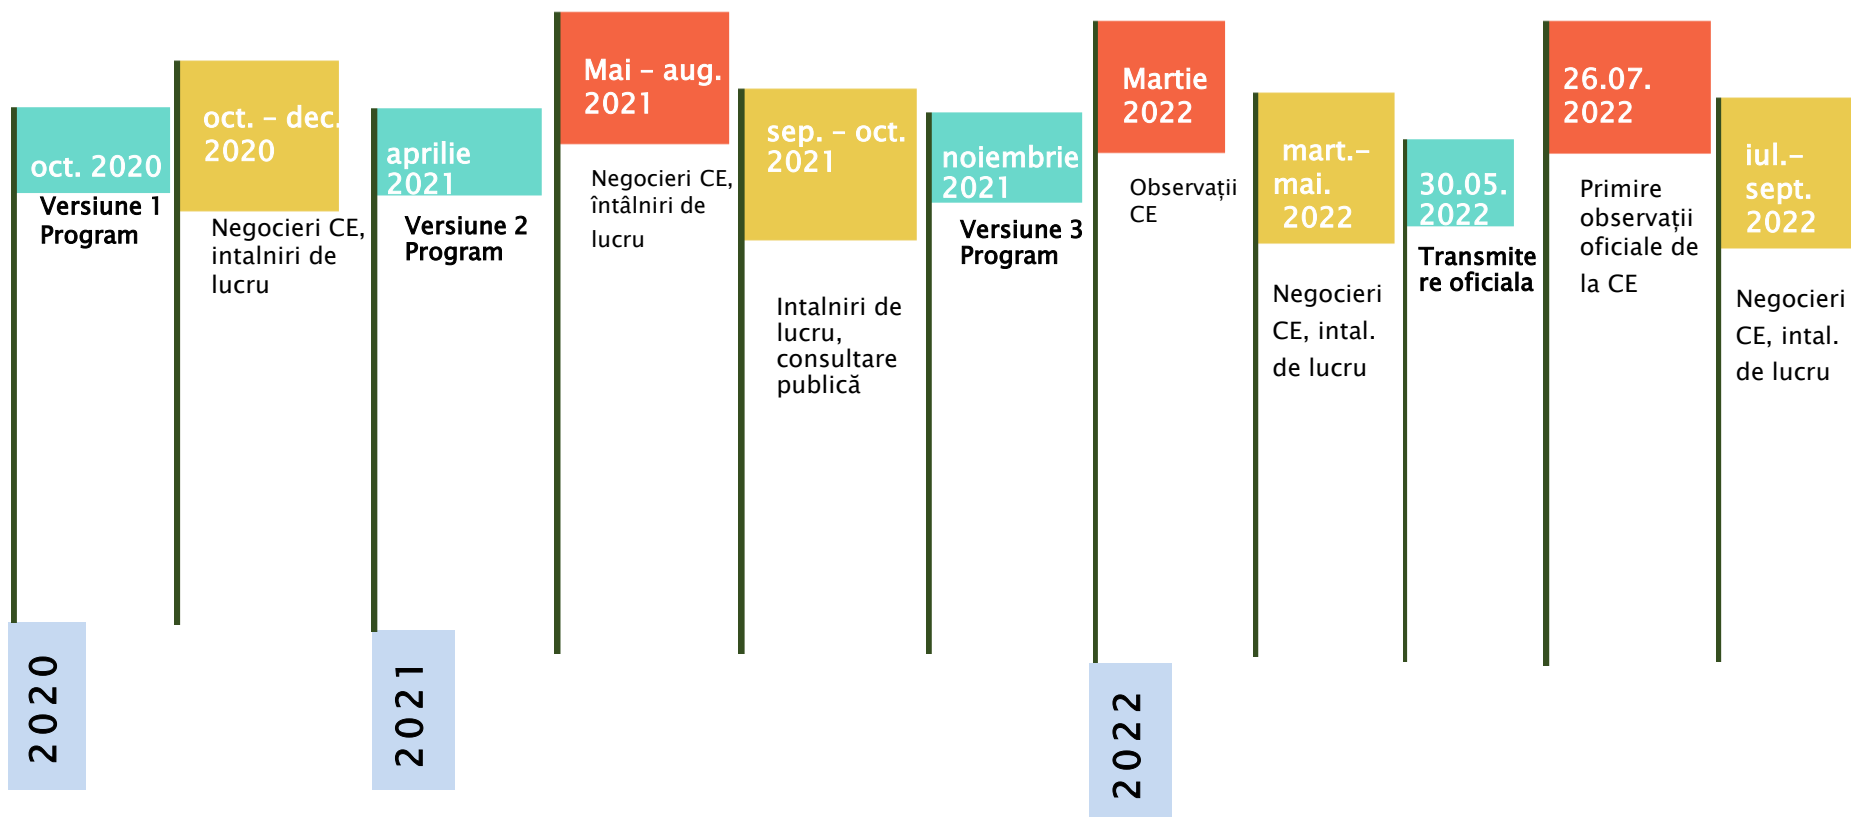 oct. 2020
Versiune 1
Program
oct. – dec.
2020
Negocieri CE,
intalniri de
lucru
aprilie
2021
Versiune 2
Program
Mai – aug.
2021
Negocieri CE,
întâlniri de
lucru
sep. – oct.
2021
Intalniri de
lucru,
consultare
publică
noiembrie
2021
Versiune 3
Program
Martie
2022
Observații
CE
mart.–
mai.
2022
Negocieri
CE, intal.
de lucru
30.05.
2022
Transmite
re oficiala
26.07.
2022
Primire
observații
oficiale de
la CE
iul.–
sept.
2022
Negocieri
CE, intal.
de lucru
2020
2021
2022